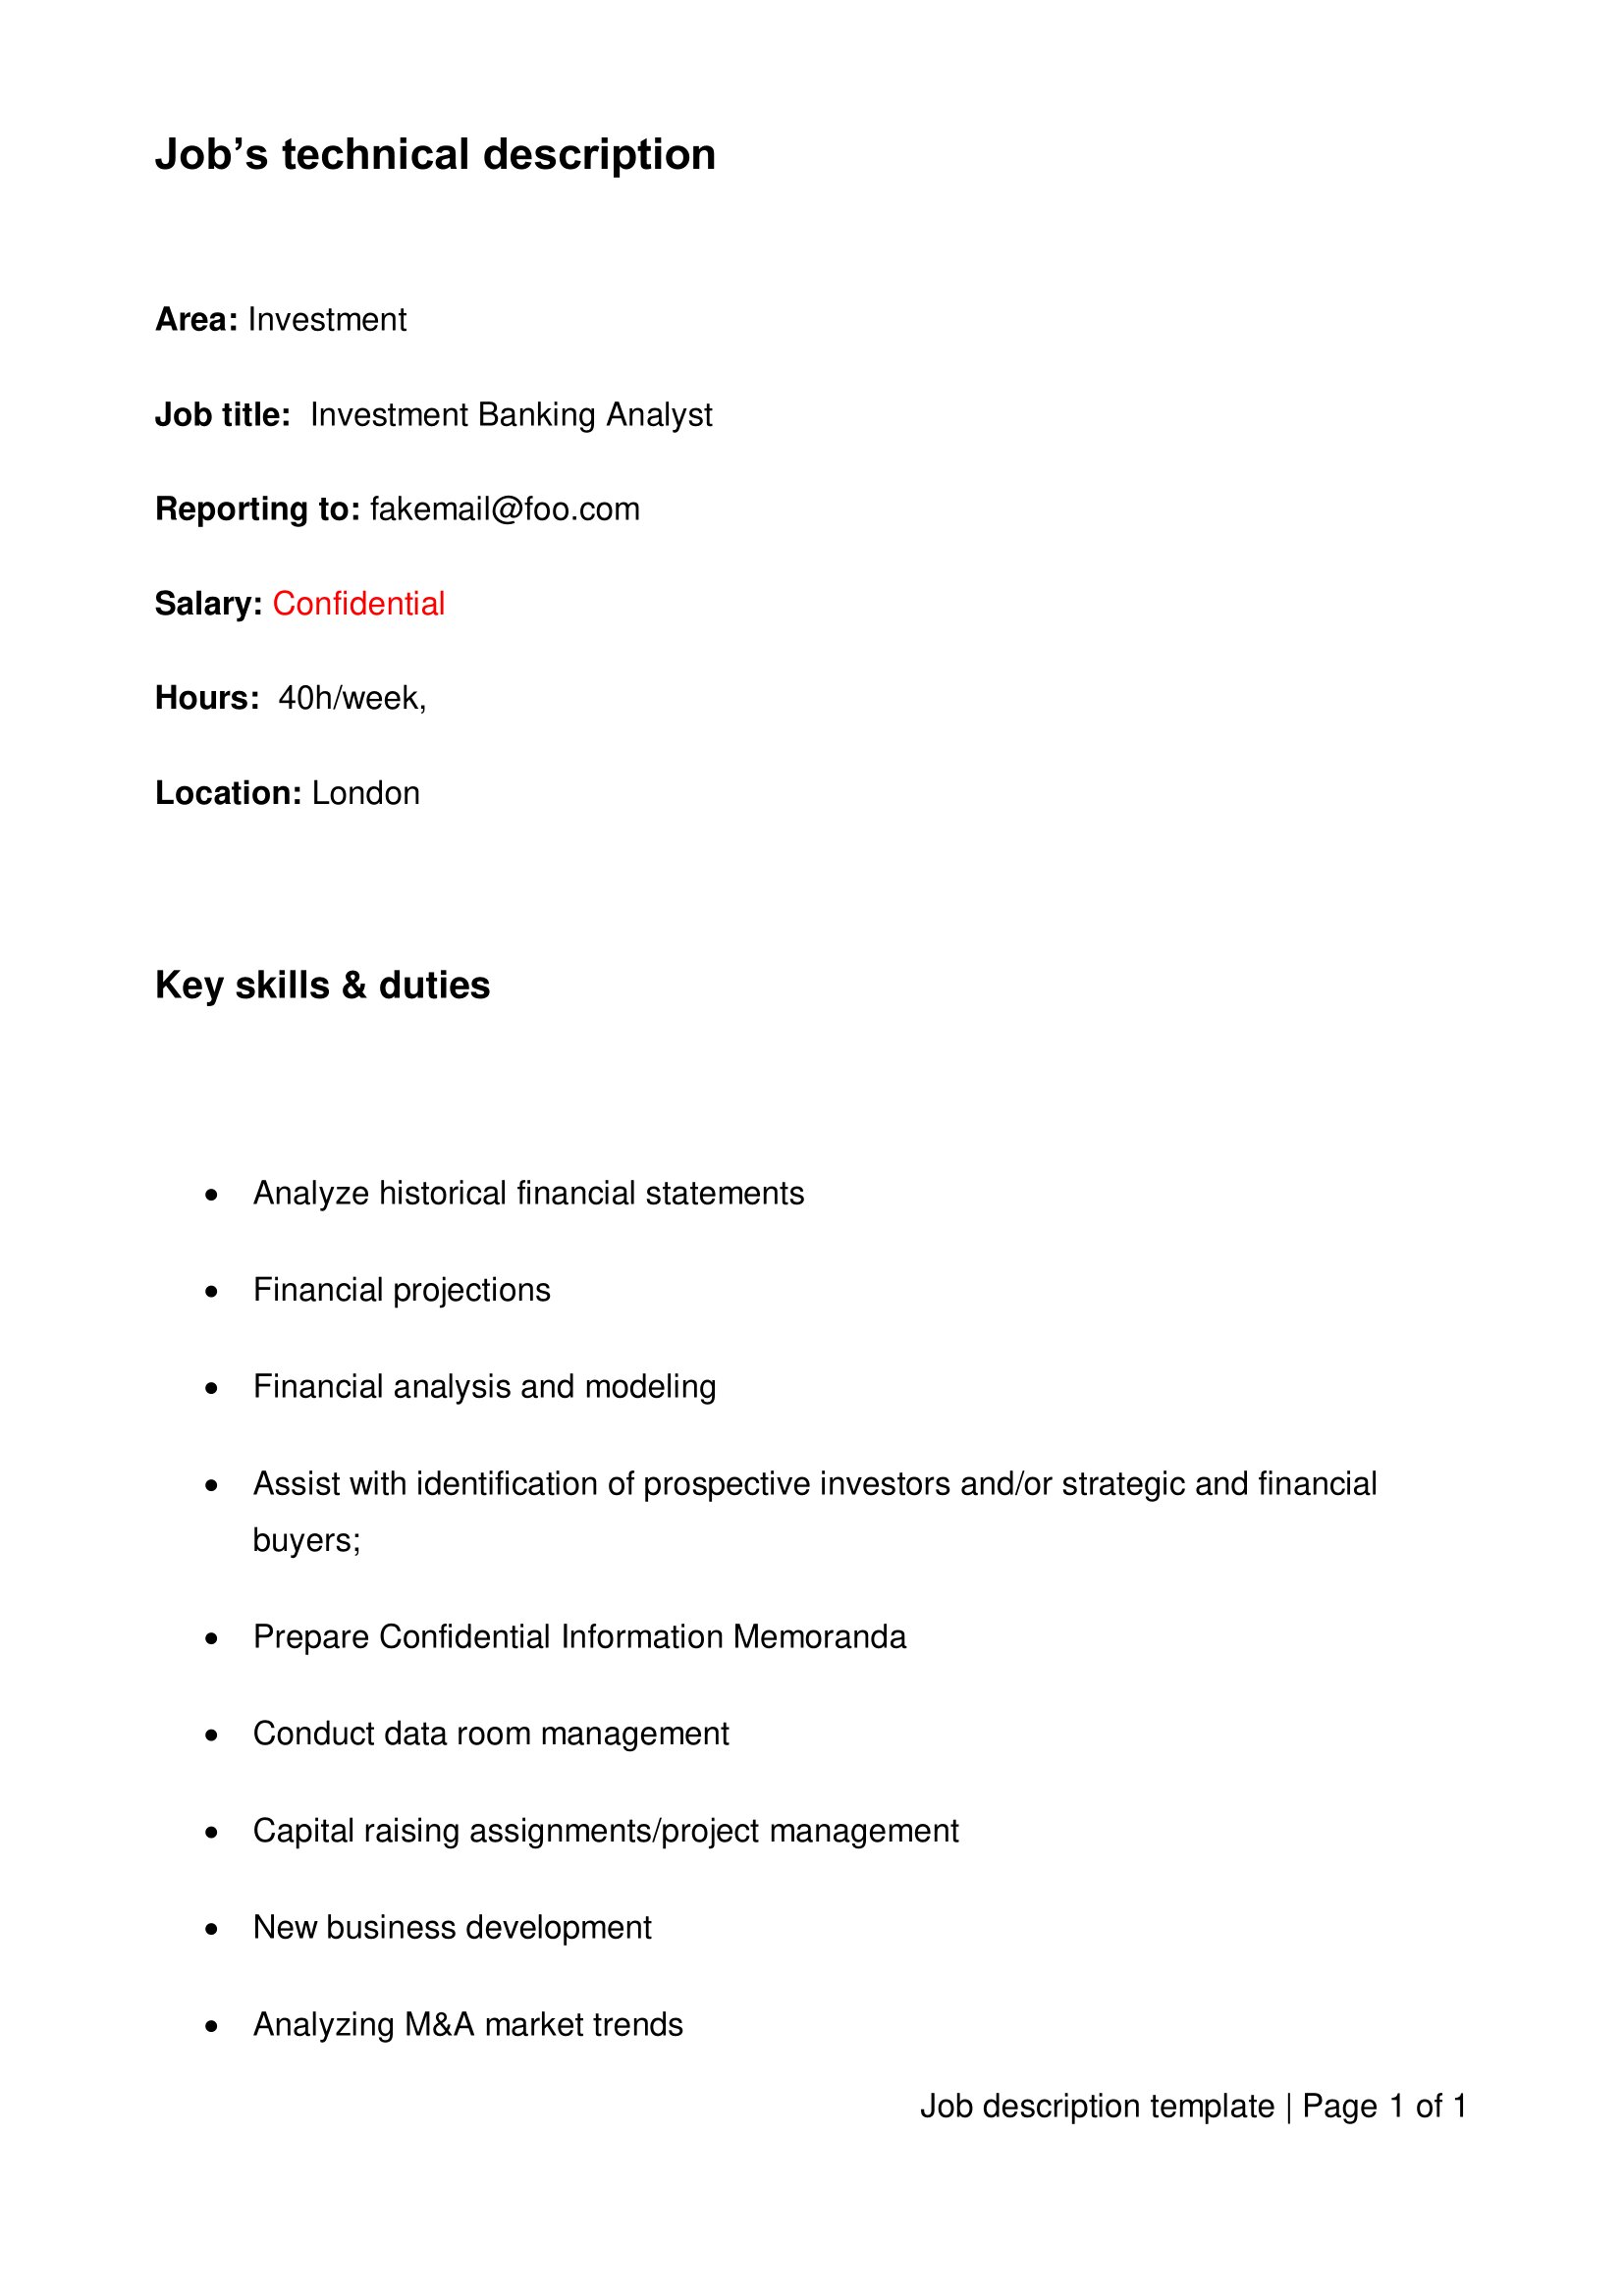 Job’s technical description
Area: Investment
Job title:  Investment Banking Analyst
Reporting to: fakemail@foo.com
Salary: Confidential
Hours:  40h/week,
Location: London
Key skills & duties
• Analyze historical financial statements
• Financial projections
• Financial analysis and modeling
• Assist with identification of prospective investors and/or strategic and financial
buyers;
• Prepare Confidential Information Memoranda
• Conduct data room management
• Capital raising assignments/project management
• New business development
• Analyzing M&A market trends
Job description template | Page 1 of 1